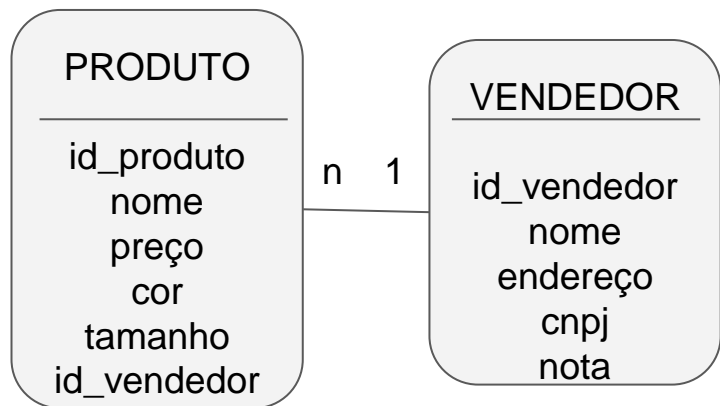 PRODUTO
id_produto
nome
preço
cor
tamanho
id_vendedor
n 1
VENDEDOR
id_vendedor
nome
endereço
cnpj
nota